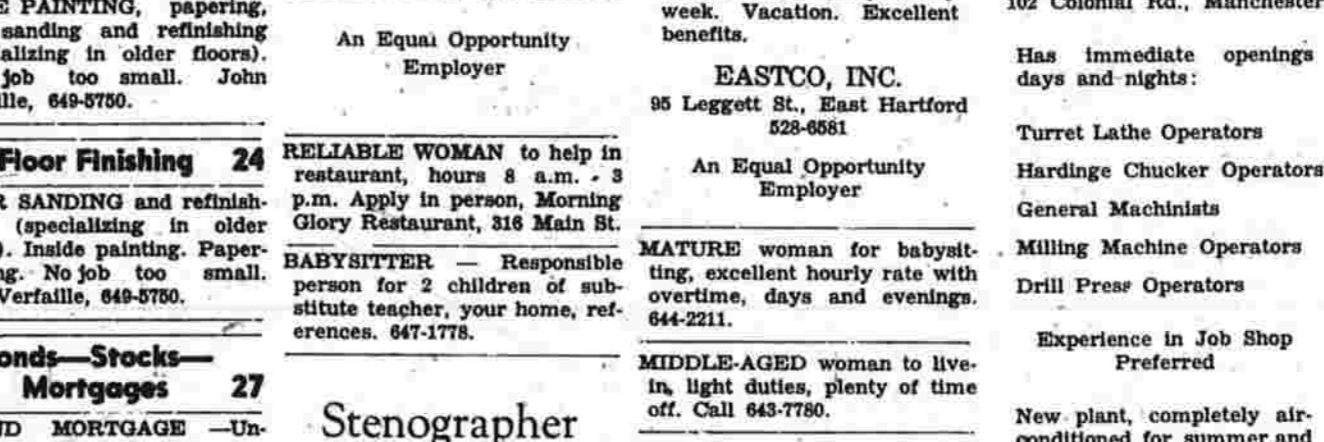 PAINTING, papering,
sanding and refinishing
alizing in older floors).
job too small. John
649-5750.
Floor Finishing 24
SANDING and refinish-
(specializing in older
Inside painting. Paper-
No job too small.
Verfaille, 649-5750.
onds—Stocks—
Mortgages 27
MORTGAGE —Un-
An Equal Opportunity
Employer
RELIABLE WOMAN to help in
restaurant, hours 8 a.m. - 3
p.m. Apply in person, Morning
Glory Restaurant, 316 Main St.
BABYSITTER — Responsible
person for 2 children of sub-
stitute teacher, your home, ref-
erences. 647-1778.
Stenographer
week. Vacation. Excellent
benefits.
EASTCO, INC.
95 Leggett St., East Hartford
528-6581
An Equal Opportunity
Employer
MATURE woman for babysit-
ting, excellent hourly rate with
overtime, days and evenings.
644-2211.
MIDDLE-AGED woman to live-
in, light duties, plenty of time
off. Call 643-7780.
102 Colonial Rd., Manchester
Has immediate openings
days and nights:
Turret Lathe Operators
Hardinge Chucker Operators
General Machinists
Milling Machine Operators
Drill Press Operators
Experience in Job Shop
Preferred
New plant, completely air-
conditioned for summer and